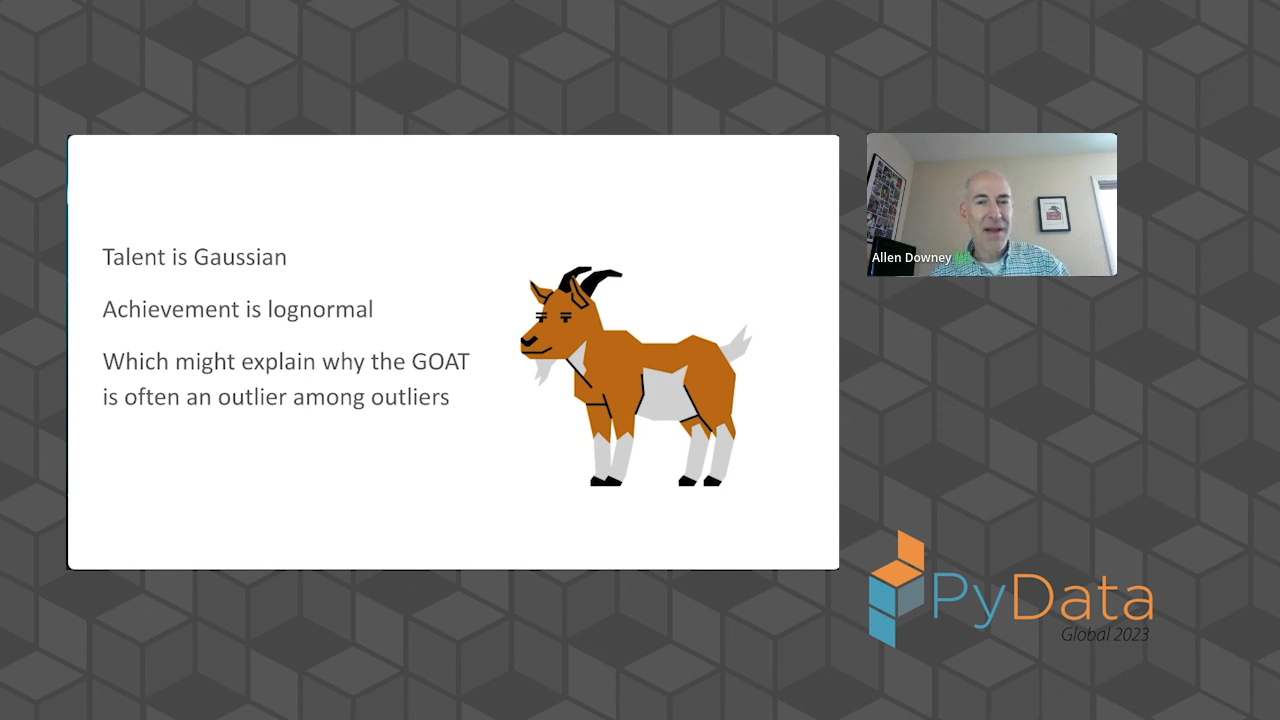 Talent is Gaussian
Achievement is lognormal
Which might explain why the GOAT
is often an outlier among outliers
Allen Downey
PyData
Global 2023